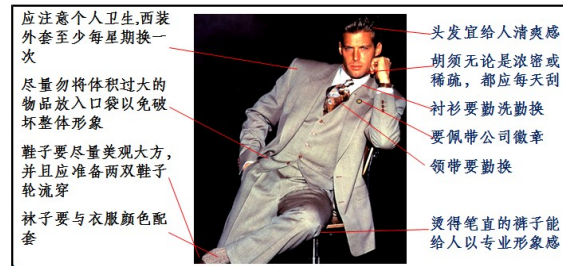 应注意个人卫生,西装
外套至少每星期换一
次
尽量勿将体积过大的
物品放入口袋以免破
坏整体形象
鞋子要尽量美观大方,
并且应准备两双鞋子
轮流穿
袜子要与衣服颜色配
套
头发宜给人清爽感
胡须无论是浓密或
稀疏，都应每天刮
衬衫要勤洗勤换
要佩带公司徽章
领带要勤换
烫得笔直的裤子能
给人以专业形象感